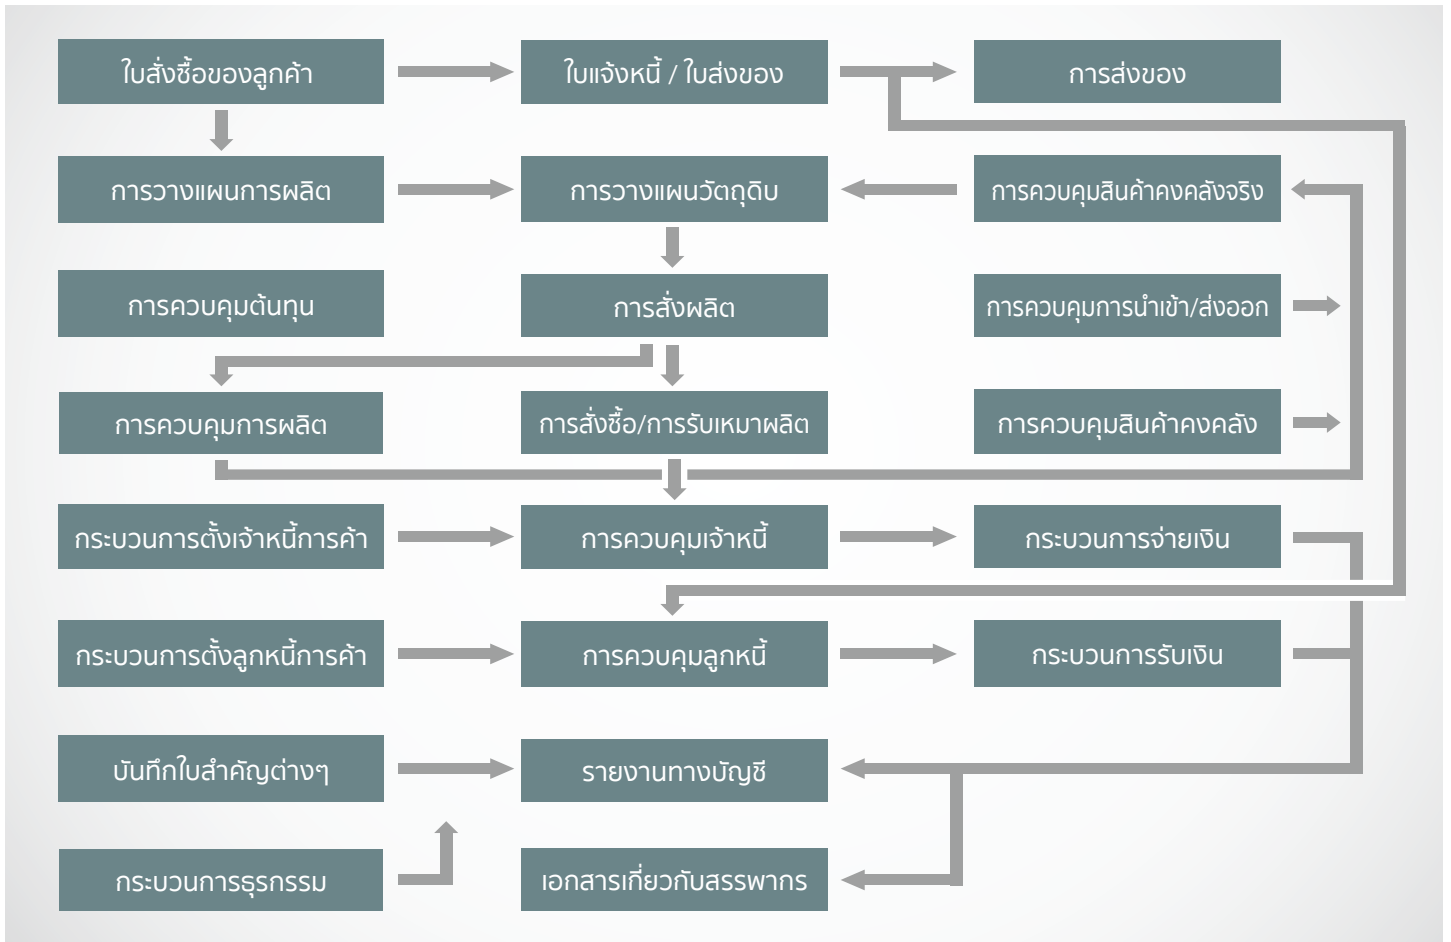 ใบสั่งซื้อของลูกค้า
ใบแจ้งหนี้ / ใบส่งของ
การส่งของ
การวางแผนการผลิต
การวางแผนวัตถุดิบ
การควบคุมสินค้าคงคลังจริง
การควบคุมต้นทุน
การสั่งผลิต
การควบคุมการนำเข้า/ส่งออก
การควบคุมการผลิต
การสั่งซื้อ/การรับเหมาผลิต
การควบคุมสินค้าคงคลัง
กระบวนการตั้งเจ้าหนี้การค้า
การควบคุมเจ้าหนี้
กระบวนการจ่ายเงิน
กระบวนการตั้งลูกหนี้การค้า
การควบคุมลูกหนี้
กระบวนการรับเงิน
บันทึกใบสำคัญต่างๆ
รายงานทางบัญชี
กระบวนการธุรกรรม
เอกสารเกี่ยวกับสรรพากร